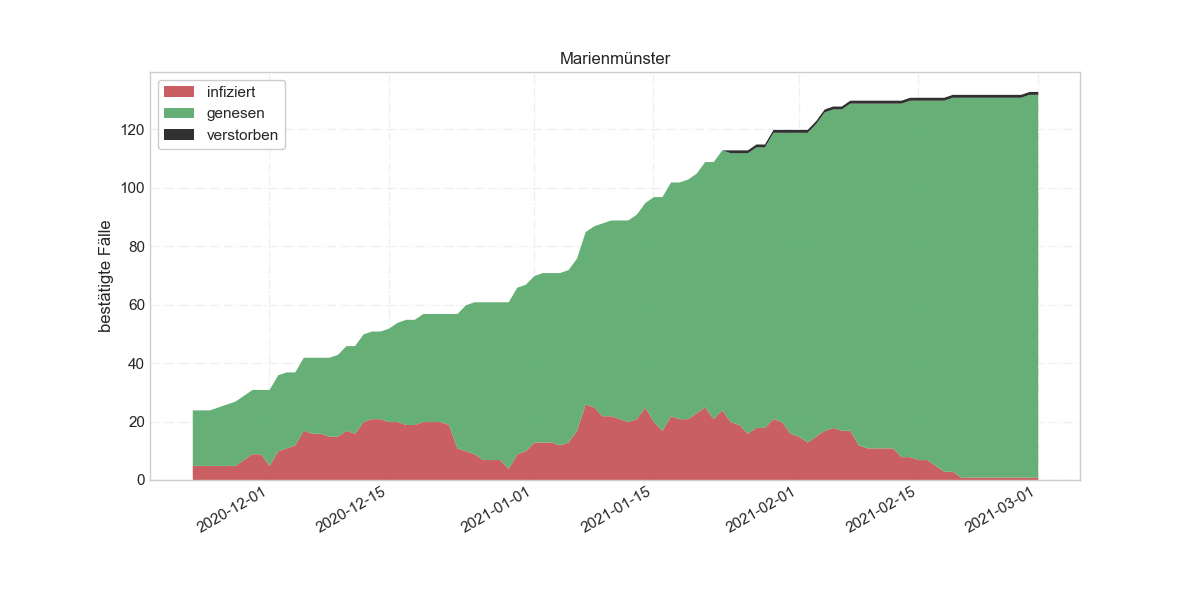 Marienmünster
infiziert
genesen
verstorben
bestätigte Fälle
120
100
80
60
40
20
0
2020-12-01
2020-12-15
2021-01-01
2021-01-15
2021-02-01
2021-02-15
2021-03-01